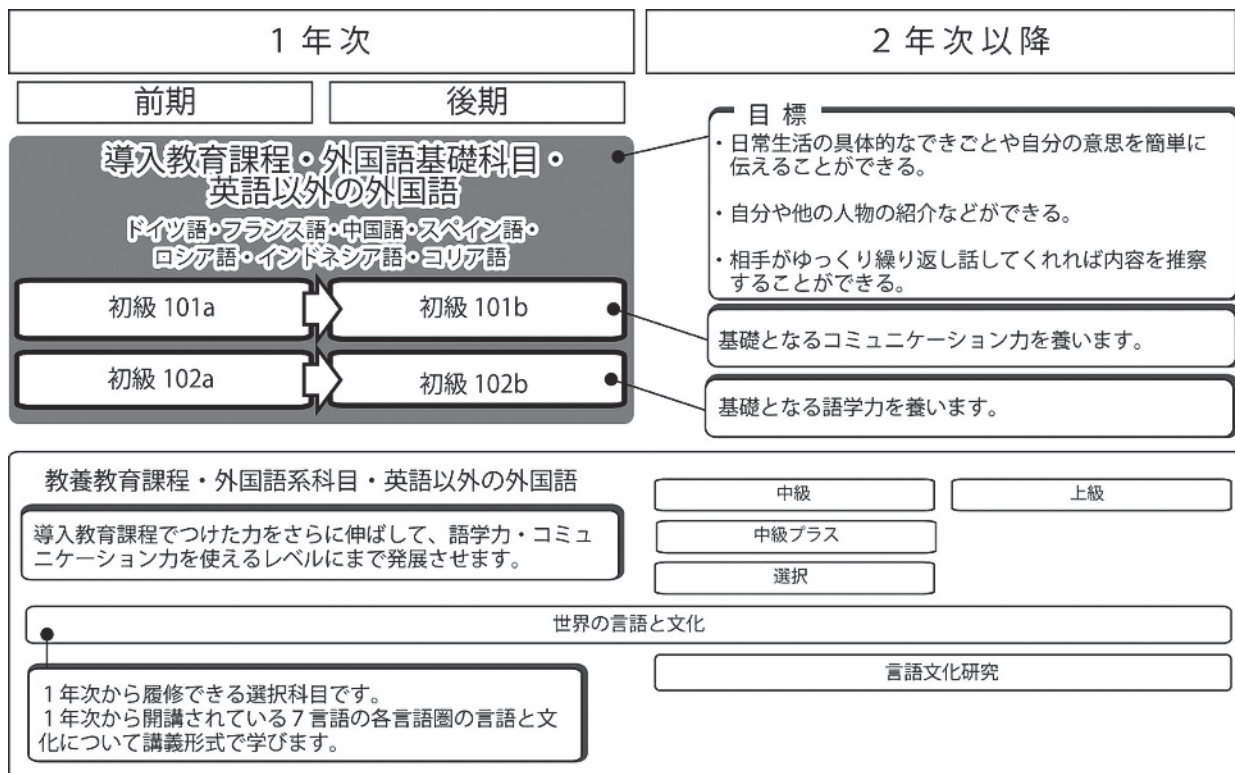 1年次
2年次以降
前期
後期
導入教育課程・外国語基礎科目・
英語以外の外国語
ドイツ語・フランス語・中国語・スペイン語・
ロシア語・インドネシア語・コリア語
初級 101a
初級 101b
初級 102a
初級 102b
目標
・日常生活の具体的なできごとや自分の意思を簡単に
伝えることができる。
・自分や他の人物の紹介などができる。
・相手がゆっくり繰り返し話してくれれば内容を推察
することができる。
基礎となるコミュニケーション力を養います。
基礎となる語学力を養います。
教養教育課程・外国語系科目・英語以外の外国語
導入教育課程でつけた力をさらに伸ばして、語学力・コミュ
ニケーション力を使えるレベルにまで発展させます。
中級
上級
中級プラス
選択
世界の言語と文化
1年次から履修できる選択科目です。
1年次から開講されている7言語の各言語圏の言語と文
化について講義形式で学びます。
言語文化研究